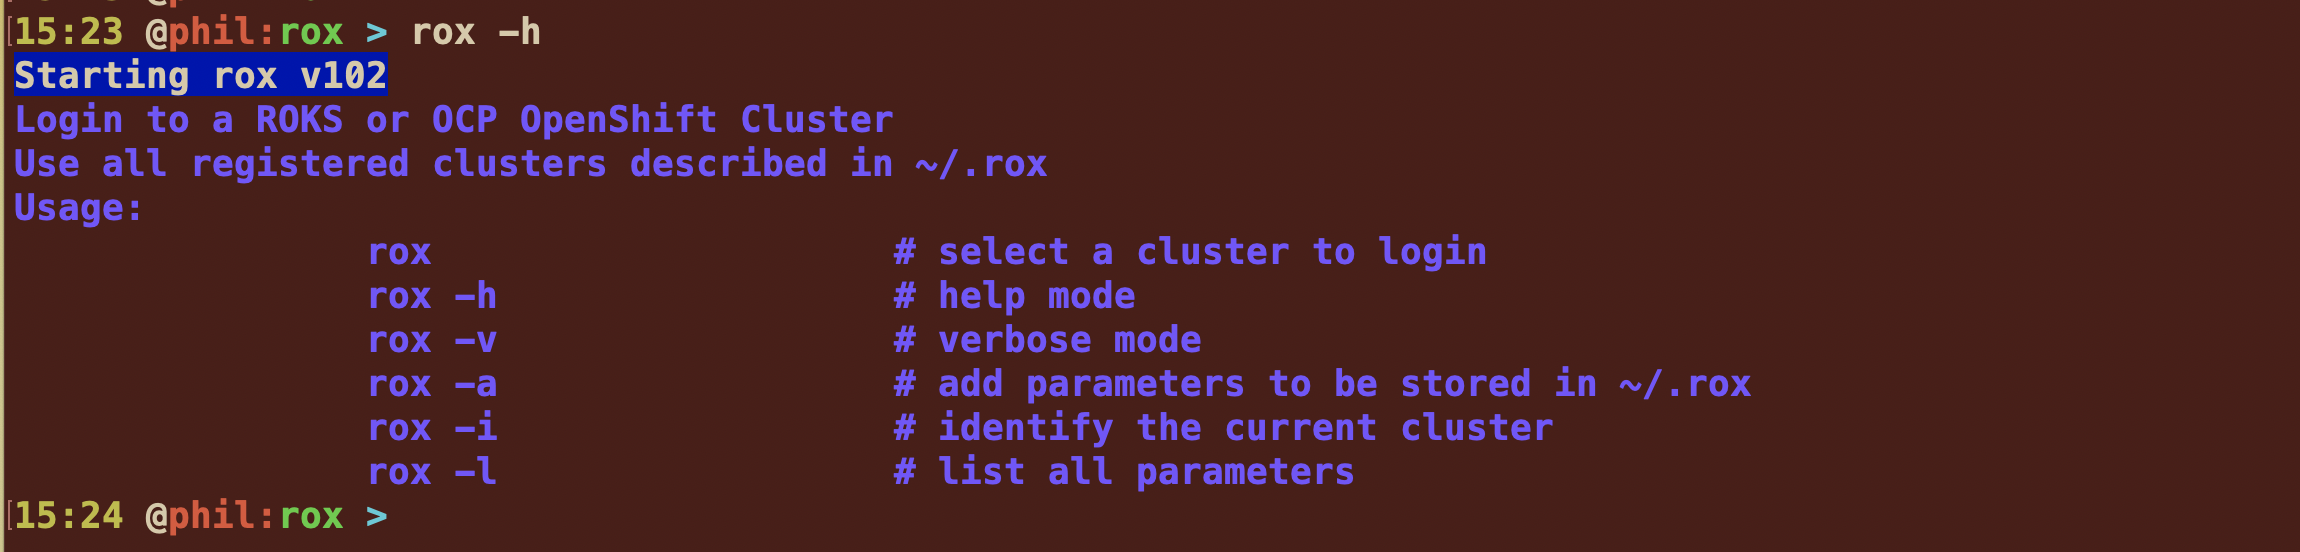 15:23 @phil:rox > rox -h
Starting rox v102
Login to a ROKS or OCP OpenShift Cluster
Use all registered clusters described in ~/.rox
Usage:
rox # select a cluster to login
rox -h # help mode
rox -v # verbose mode
rox -a # add parameters to be stored in ~/.rox
rox -i # identify the current cluster
rox -l # list all parameters
15:24 @phil:rox >